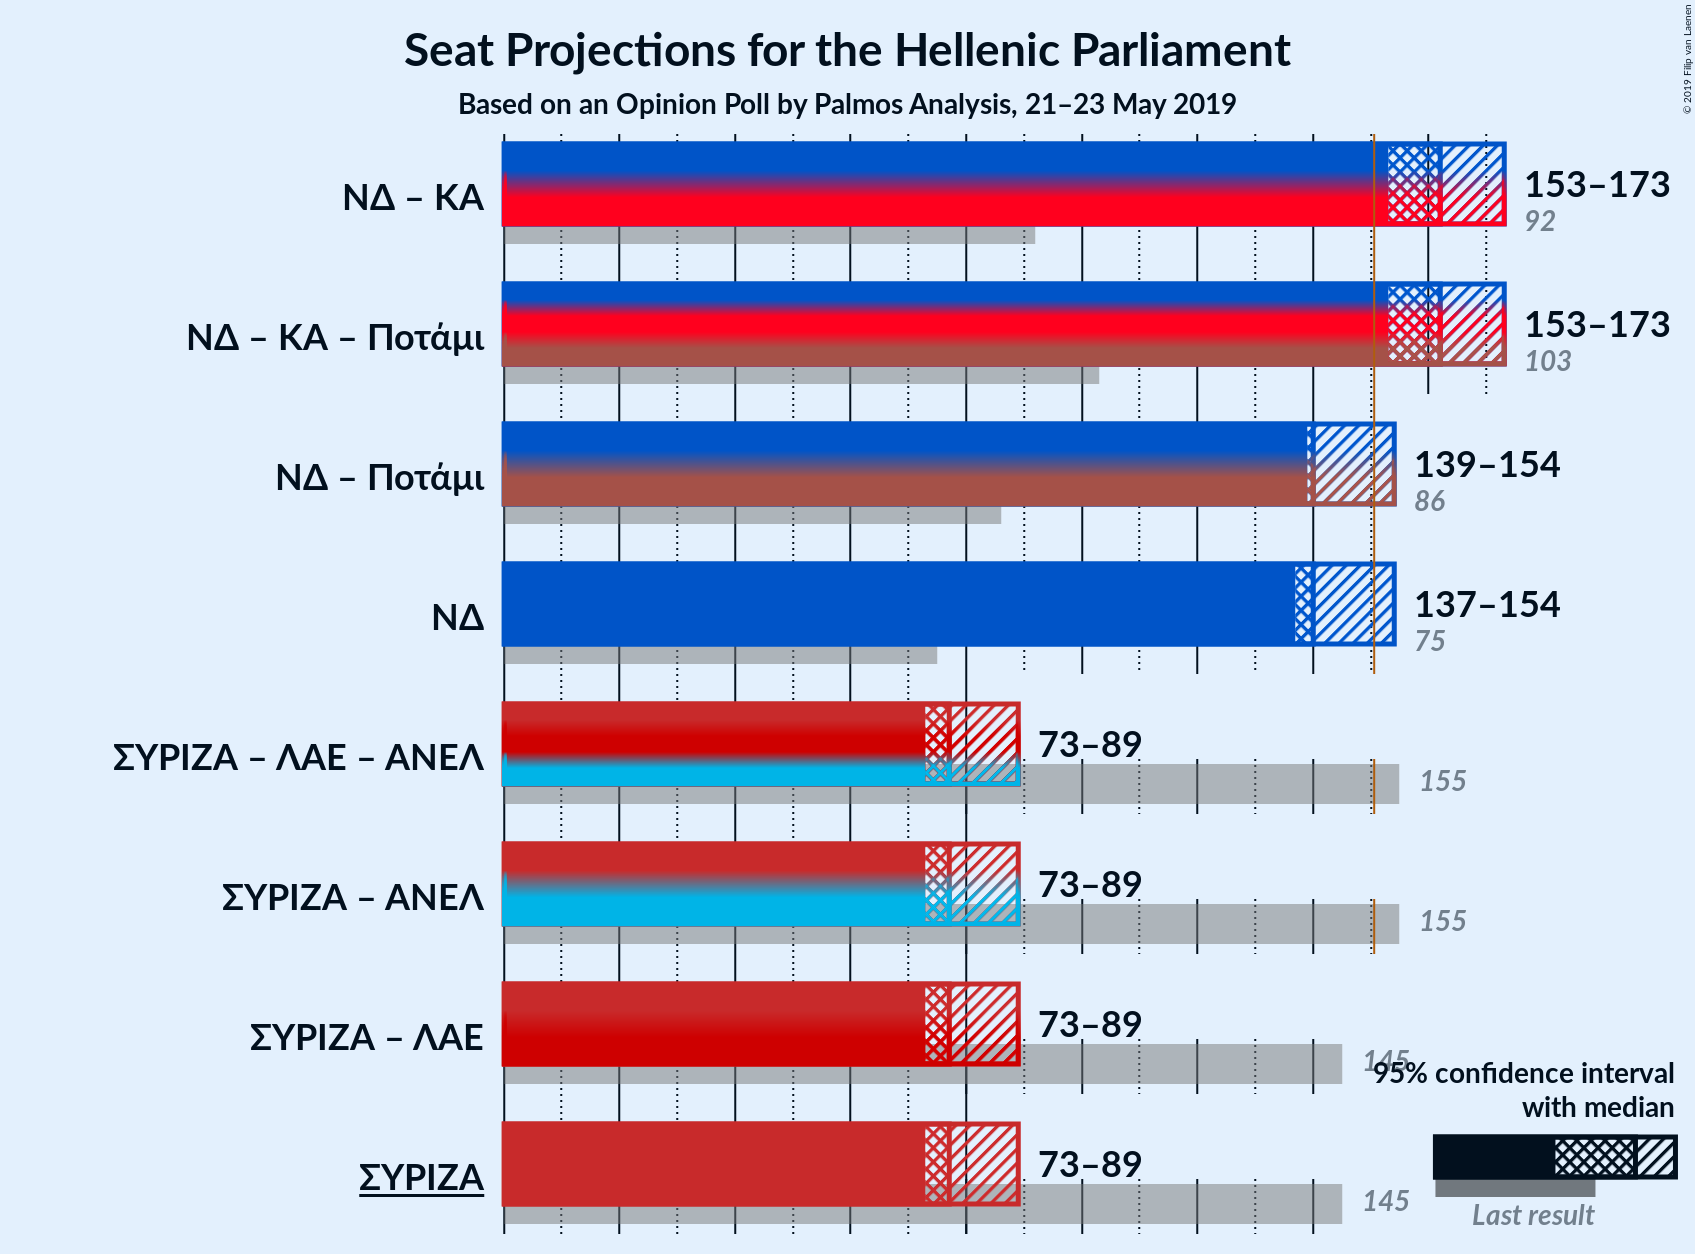 Seat Projections for the Hellenic Parliament
Based on an Opinion Poll by Palmos Analysis, 21–23 May 2019
© 2019 Filip van Laenen
ΝΔ – ΚΑ
153–173
92
ΝΔ – ΚΑ – Ποτάμι
153–173
103
ΝΔ – Ποτάμι
139–154
86
ΝΔ
137–154
75
ΣΥΡΙΖΑ – ΛΑΕ – ΑΝΕΛ
73–89
155
ΣΥΡΙΖΑ – ΑΝΕΛ
73–89
155
ΣΥΡΙΖΑ – ΛΑΕ
73–89
145
ΣΥΡΙΖΑ
73–89
145
95% confidence interval
with median
Last result